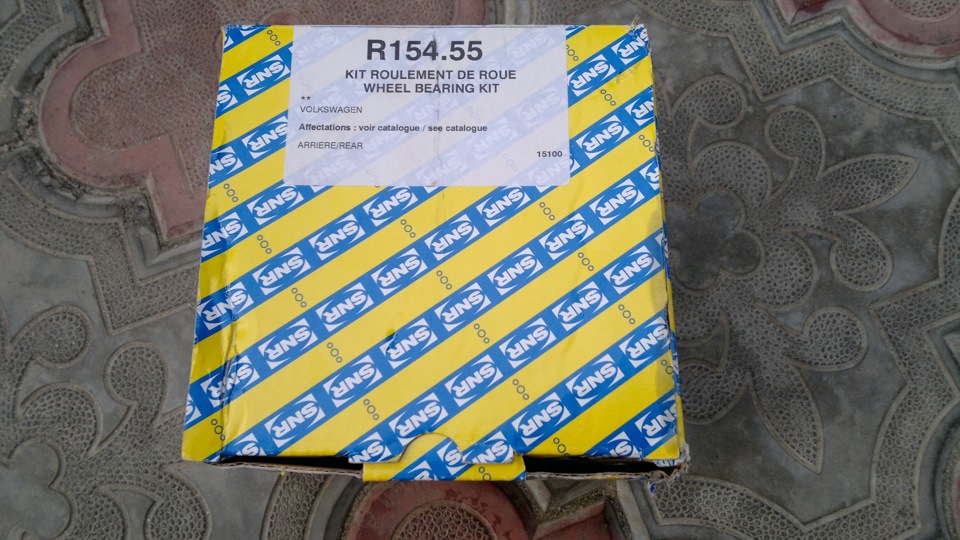 R154.55
KIT ROULEMENT DE ROUE
WHEEL BEARING KIT
**
VOLKSWAGEN
Affectations : voir catalogue / see catalogue
ARRIERE/REAR
15100
SNR